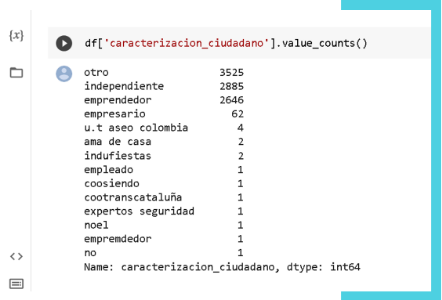 {x}
df['caracterizacion_ciudadano'].value_counts()
otro 3525
independiente 2885
emprendedor 2646
empresario 62
u.t aseo colombia 4
ama de casa 2
indufiestas 2
empleado 1
coosiendo 1
cootranscataluña 1
expertos seguridad 1
noel 1
empremdedor 1
no 1
Name: caracterizacion_ciudadano, dtype: int64